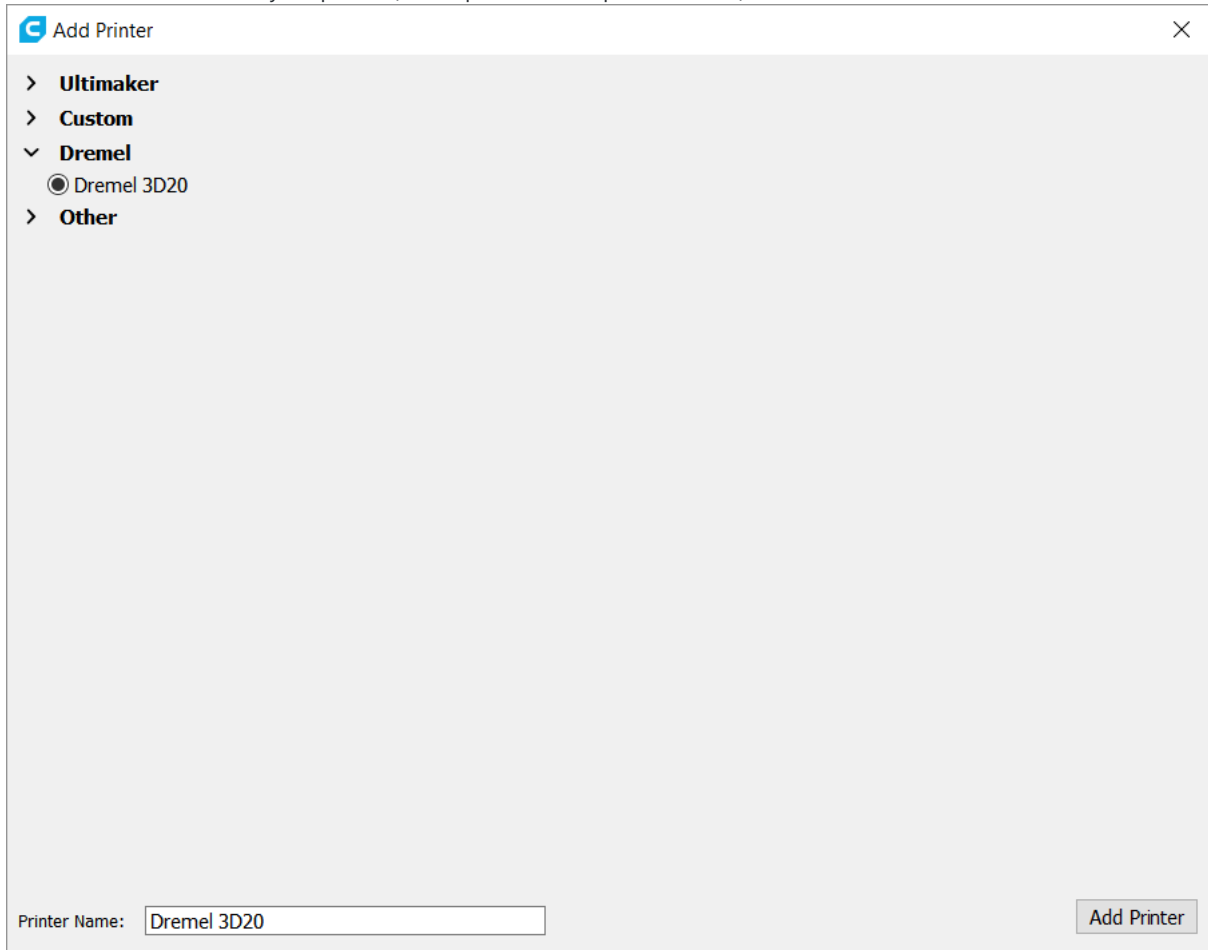 Add Printer
Ultimaker
Custom
Dremel
Dremel 3D20
Other
Printer Name: Dremel 3D20
Add Printer